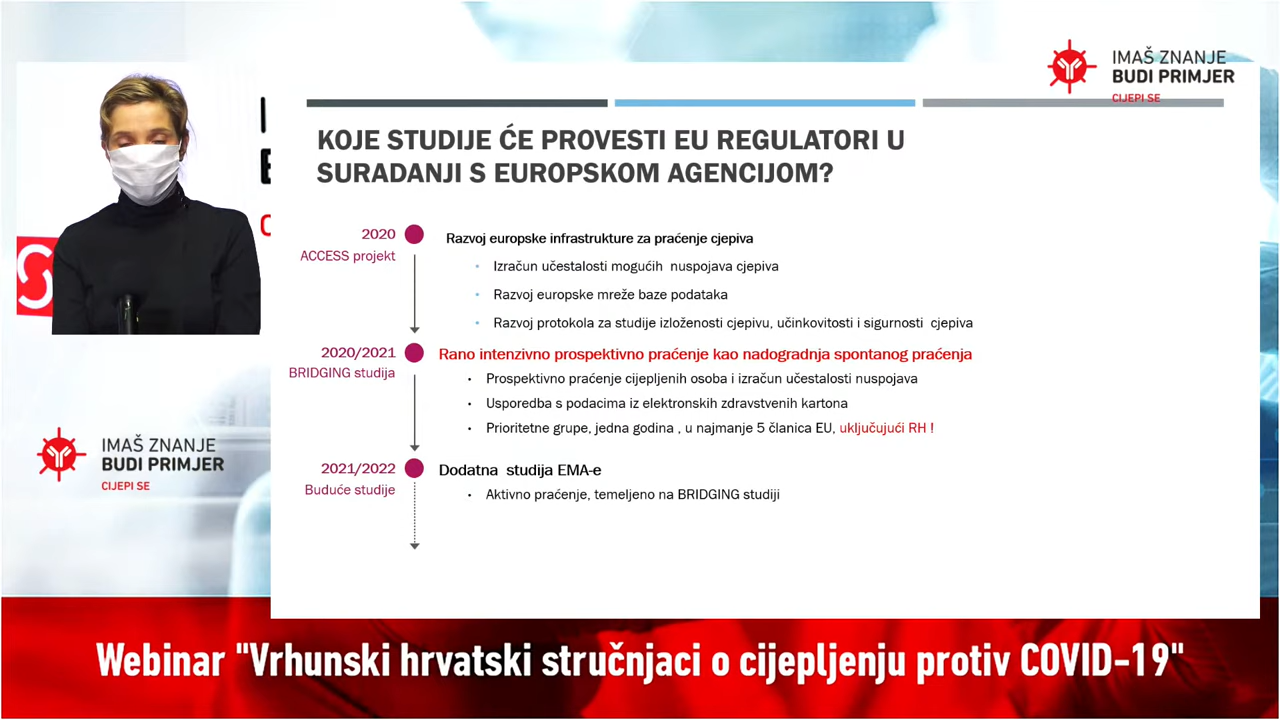 IMAŠ ZNANJE
BUDI PRIMJER
CIJEPI SE
KOJE STUDIJE ĆE PROVESTI EU REGULATORI U
SURADANJI S EUROPSKOM AGENCIJOM?
2020
ACCESS projekt
Razvoj europske infrastrukture za praćenje cjepiva
• Izračun učestalosti mogućih nuspojava cjepiva
• Razvoj europske mreže baze podataka
• Razvoj protokola za studije izloženosti cjepivu, učinkovitosti i sigurnosti cjepiva
2020/2021
BRIDGING studija
Rano intenzivno prospektivno praćenje kao nadogradnja spontanog praćenja
• Prospektivno praćenje cijepljenih osoba i izračun učestalosti nuspojava
• Usporedba s podacima iz elektronskih zdravstvenih kartona
• Prioritetne grupe, jedna godina , u najmanje 5 članica EU, uključujući RH !
2021/2022
Buduće studije
Dodatna studija EMA-e
• Aktivno praćenje, temeljeno na BRIDGING studiji
IMAŠ ZNANJE
BUDI PRIMJER
CIJEPI SE
Webinar "Vrhunski hrvatski stručnjaci o cijepljenju protiv COVID-19"